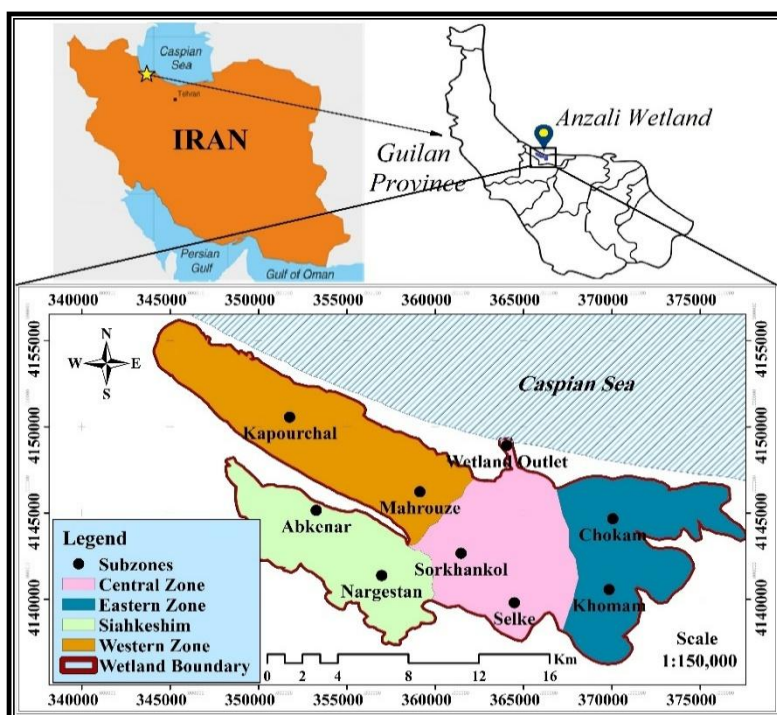 Caspian
Sea
Tehran
IRAN
Persian
Gulf
Gulf of Oman
Anzali Wetland
Guilan
Province
340000 345000 350000 355000 360000 365000 370000 375000
4155000 4150000 4145000 4140000
N
W E
S
Caspian Sea
Kapourchal
Wetland Outlet
Mahrouze
Abkenar
Chokam
Sorkhankol
Nargestan
Khomam
Selke
Legend
Subzones
Central Zone
Eastern Zone
Siahkeshim
Western Zone
Wetland Boundary
Scale
1:150,000
Km
0 2 4 8 12 16
4155000 4150000 4145000 4140000
340000 345000 350000 355000 360000 365000 370000 375000